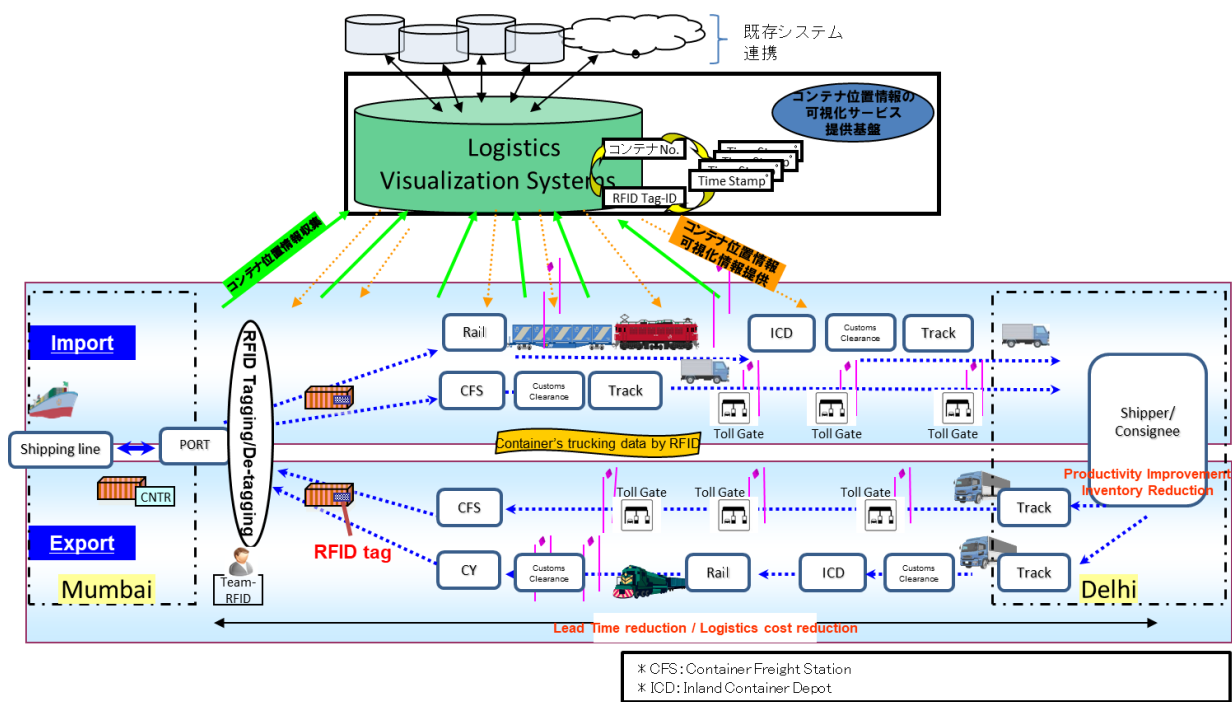 既存システム
連携
コンテナ位置情報の
可視化サービス
提供基盤
Logistics
Visualization Systems
コンテナNo.
Time Stamp*
Time Stamp*
Time Stamp*
Time Stamp*
RFID Tag-ID
コンテナ位置情報収集
コンテナ位置情報
可視化情報提供
Import
RFID Tagging/De-tagging
Rail
ICD
Customs
Clearance
Track
CFS
Customs
Clearance
Track
Toll Gate
Toll Gate
Toll Gate
Shipper/
Consignee
Shipping line
PORT
Container's trucking data by RFID
CNTR
Productivity Improvement
Inventory Reduction
CFS
Toll Gate
Toll Gate
Toll Gate
Track
Export
RFID tag
CY
Customs
Clearance
Rail
ICD
Customs
Clearance
Track
Mumbai
Team-
RFID
Delhi
Lead Time reduction / Logistics cost reduction
＊CFS：Container Freight Station
＊ICD：Inland Container Depot